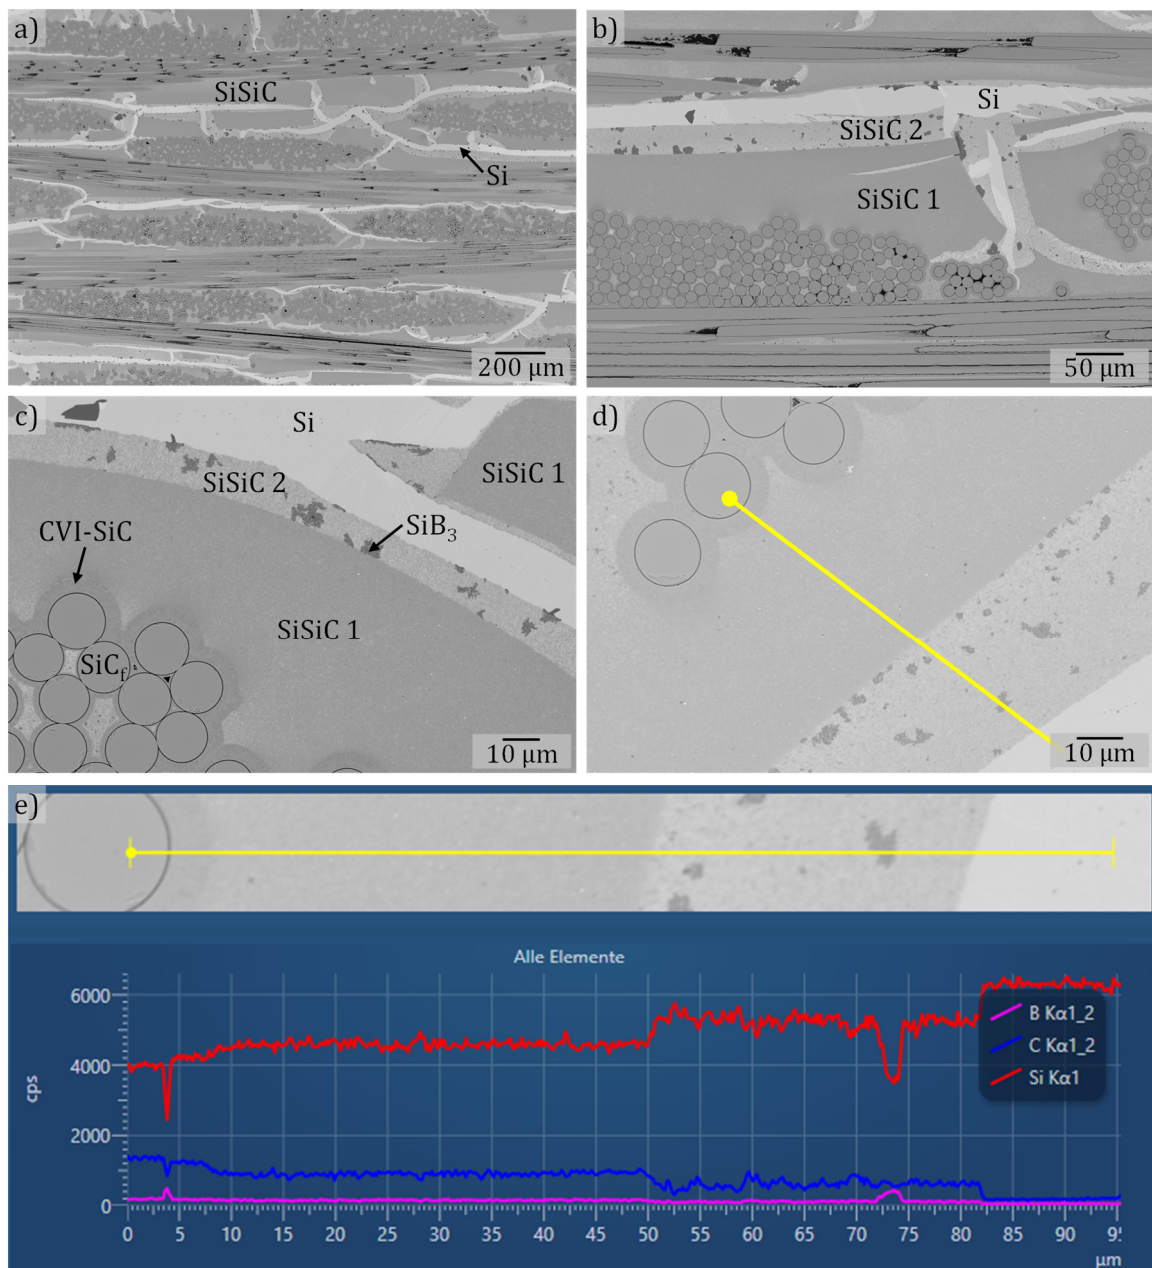 a)
SiSiC
Si
200 µm
b)
Si
SiSiC 2
SiSiC 1
50 µm
c)
Si
SiSiC 1
SiSiC 2
SiB₃
CVI-SiC
SiSiC 1
SiC_f
10 µm
d)
10 µm
e)
Alle Elemente
cps
6000
4000
2000
0
B Kα1_2
C Kα1_2
Si Kα1
0 5 10 15 20 25 30 35 40 45 50 55 60 65 70 75 80 85 90 95
µm